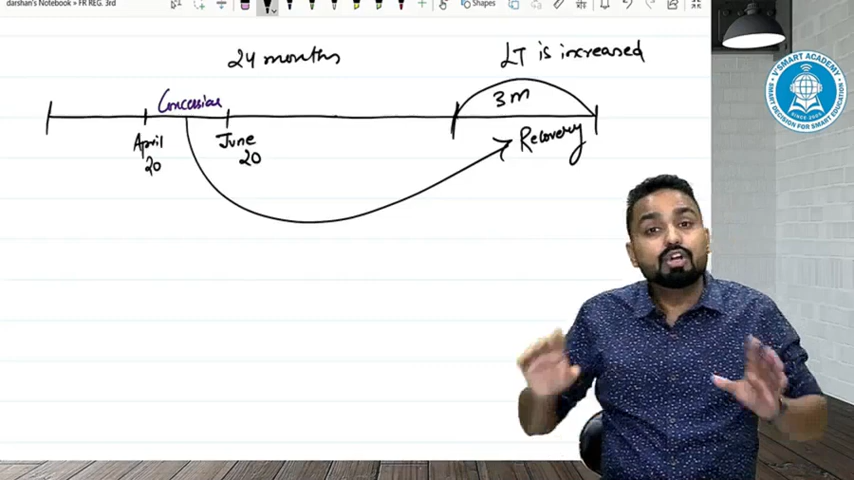 darshan's Notebook » FR REG. 3rd
Shapes
24 months
LT is increased
Concession
3m
April
20
June
20
Recovery
V'SMART ACADEMY
SINCE 2005
SMART DECISION FOR SMART EDUCATION